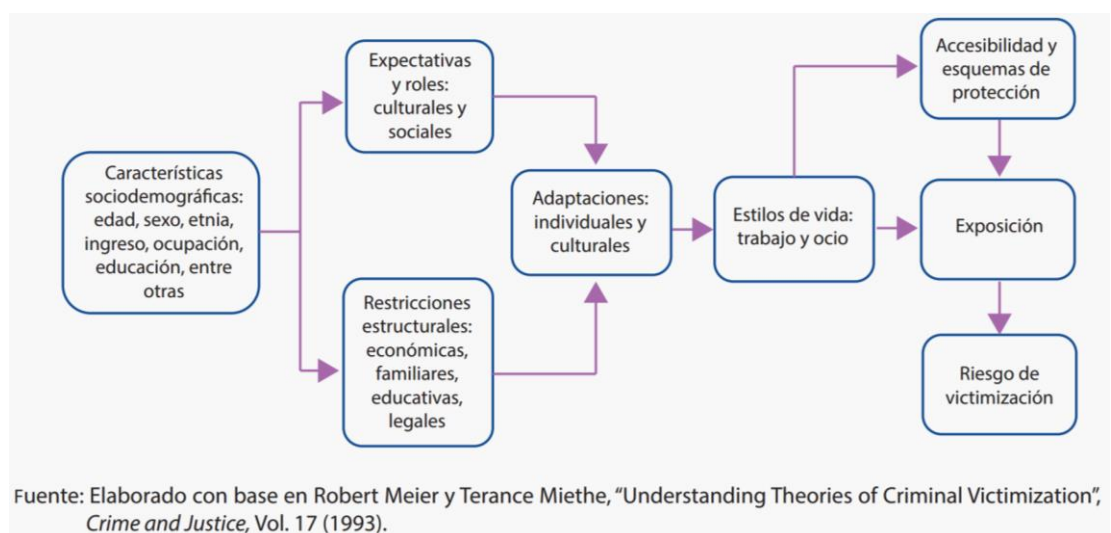 Características
sociodemográficas:
edad, sexo, etnia,
ingreso, ocupación,
educación, entre
otras
Expectativas
y roles:
culturales y
sociales
Restricciones
estructurales:
económicas,
familiares,
educativas,
legales
Adaptaciones:
individuales y
culturales
Estilos de vida:
trabajo y ocio
Accesibilidad y
esquemas de
protección
Exposición
Riesgo de
victimización
Fuente: Elaborado con base en Robert Meier y Terance Miethe, “Understanding Theories of Criminal Victimization”,
Crime and Justice, Vol. 17 (1993).